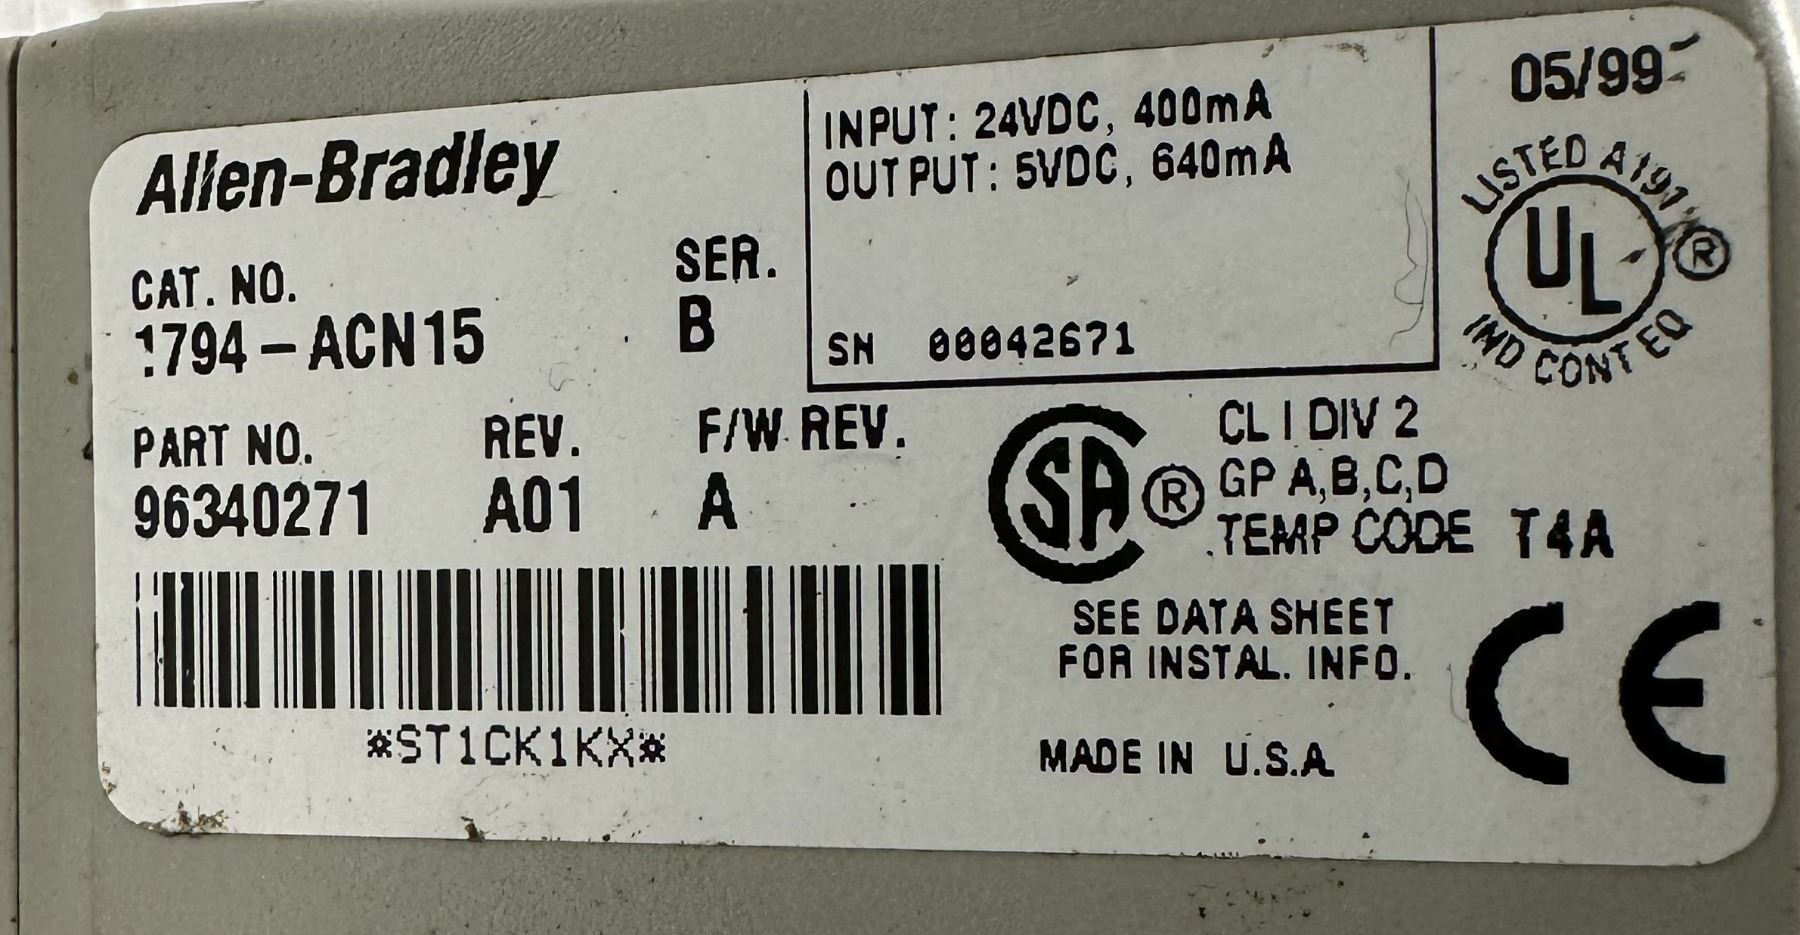 Allen-Bradley
CAT. NO.
1794-ACN15
SER.
B
INPUT: 24VDC, 400mA
OUTPUT: 5VDC, 640mA
SN 00042671
05/99
LISTED A197
UL ®
IND CONT EQ
PART NO.
96340271
REV.
A01
F/W REV.
A
SA ®
CL I DIV 2
GP A,B,C,D
TEMP CODE T4A
*ST1CK1KX*
SEE DATA SHEET
FOR INSTAL. INFO.
MADE IN U.S.A.
CE